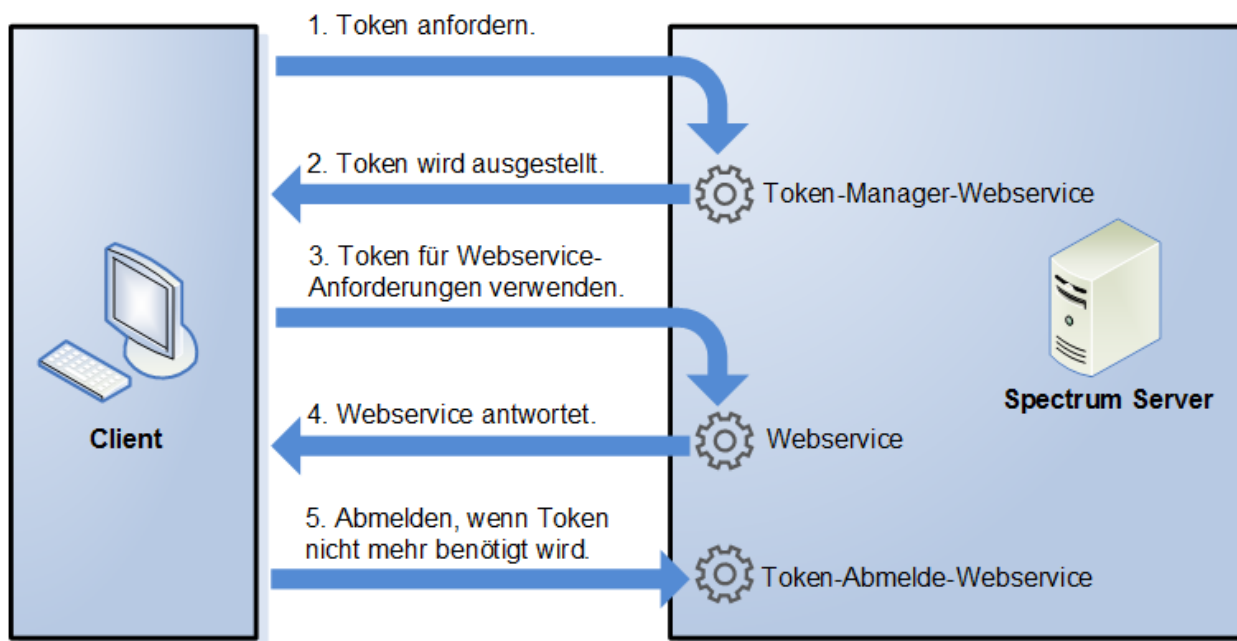 1. Token anfordern.
2. Token wird ausgestellt.
Token-Manager-Webservice
3. Token für Webservice-
Anforderungen verwenden.
Spectrum Server
Client
4. Webservice antwortet.
Webservice
5. Abmelden, wenn Token
nicht mehr benötigt wird.
Token-Abmelde-Webservice